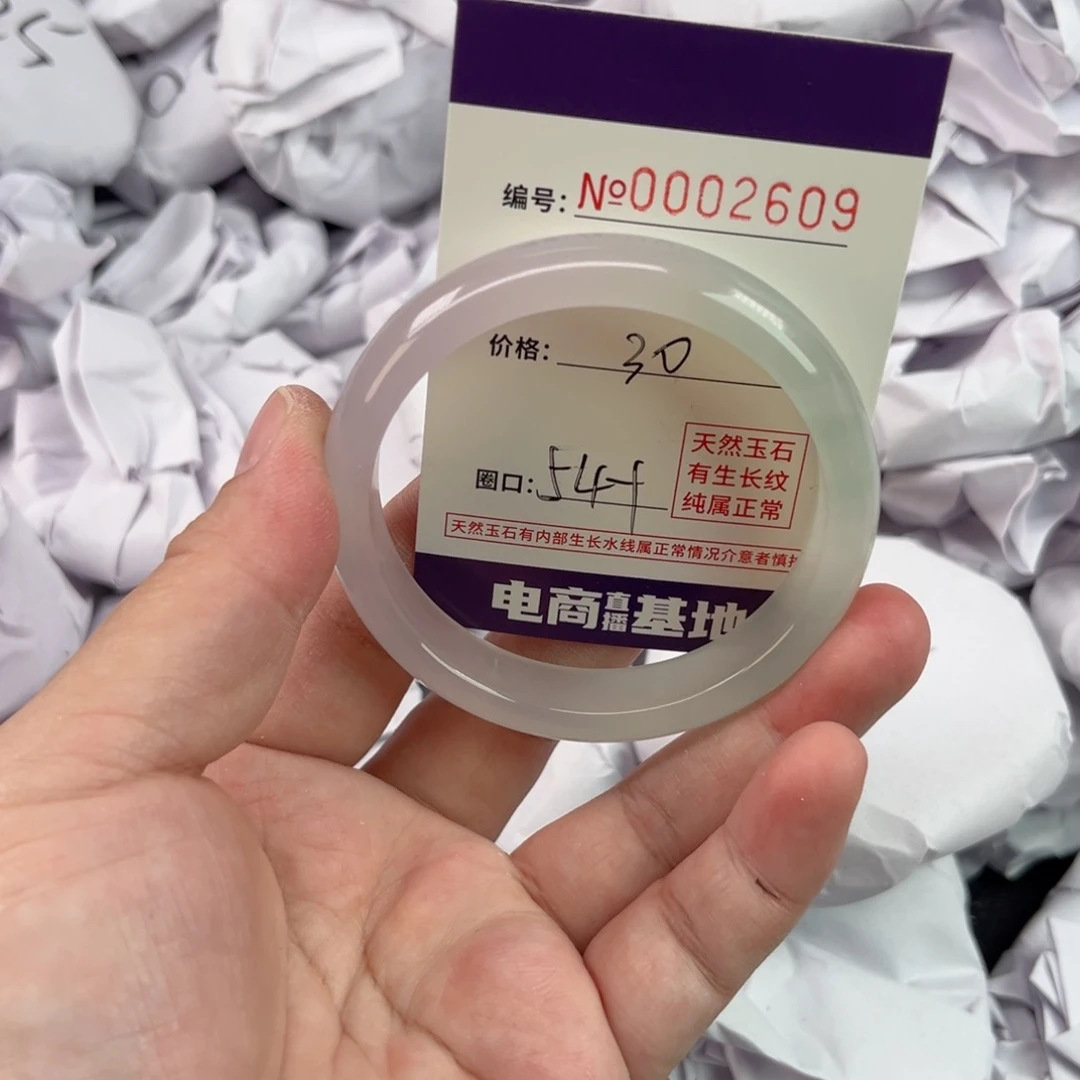 编号: №0002609
价格: 30
天然玉石
有生长纹
纯属正常
圈口: 544
天然玉石有内部生长水线属正常情况介意者慎
电商直播基地